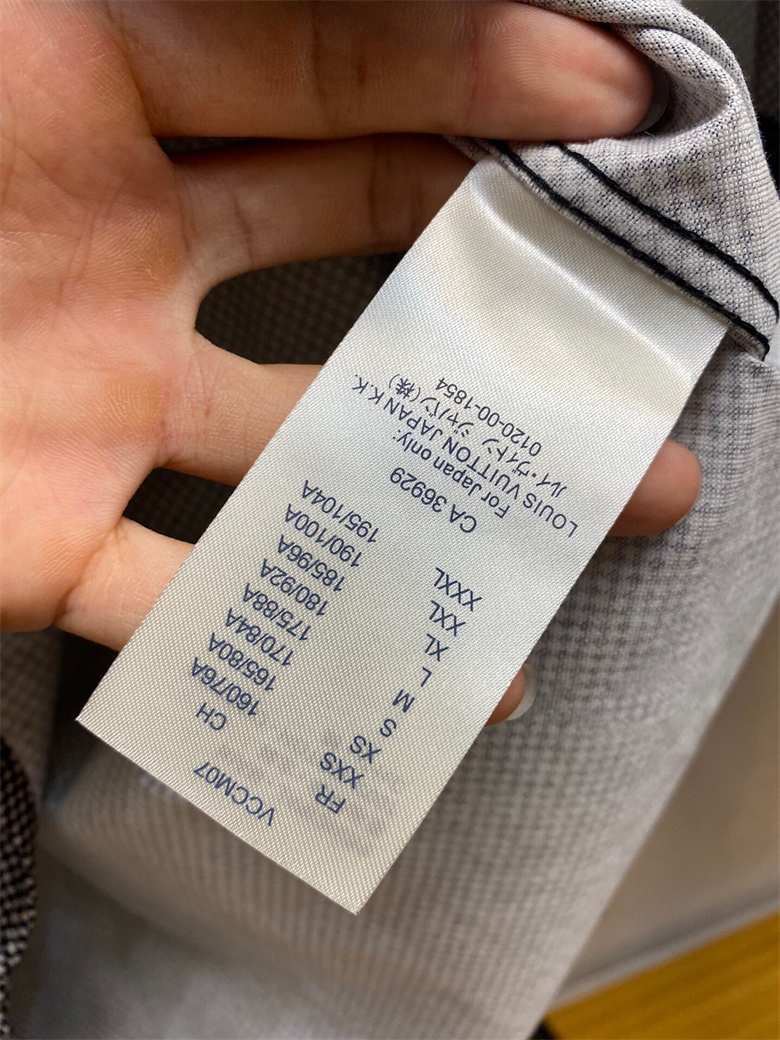 VCCM07
FR CH
XXS 160/76A
XS 165/80A
S 170/84A
M 175/88A
L 180/92A
XL 185/96A
XXL 190/100A
XXXL 195/104A
CA 36929
For Japan only:
LOUIS VUITTON JAPAN K.K.
ルイ・ヴィトン ジャパン(株)
0120-00-1854